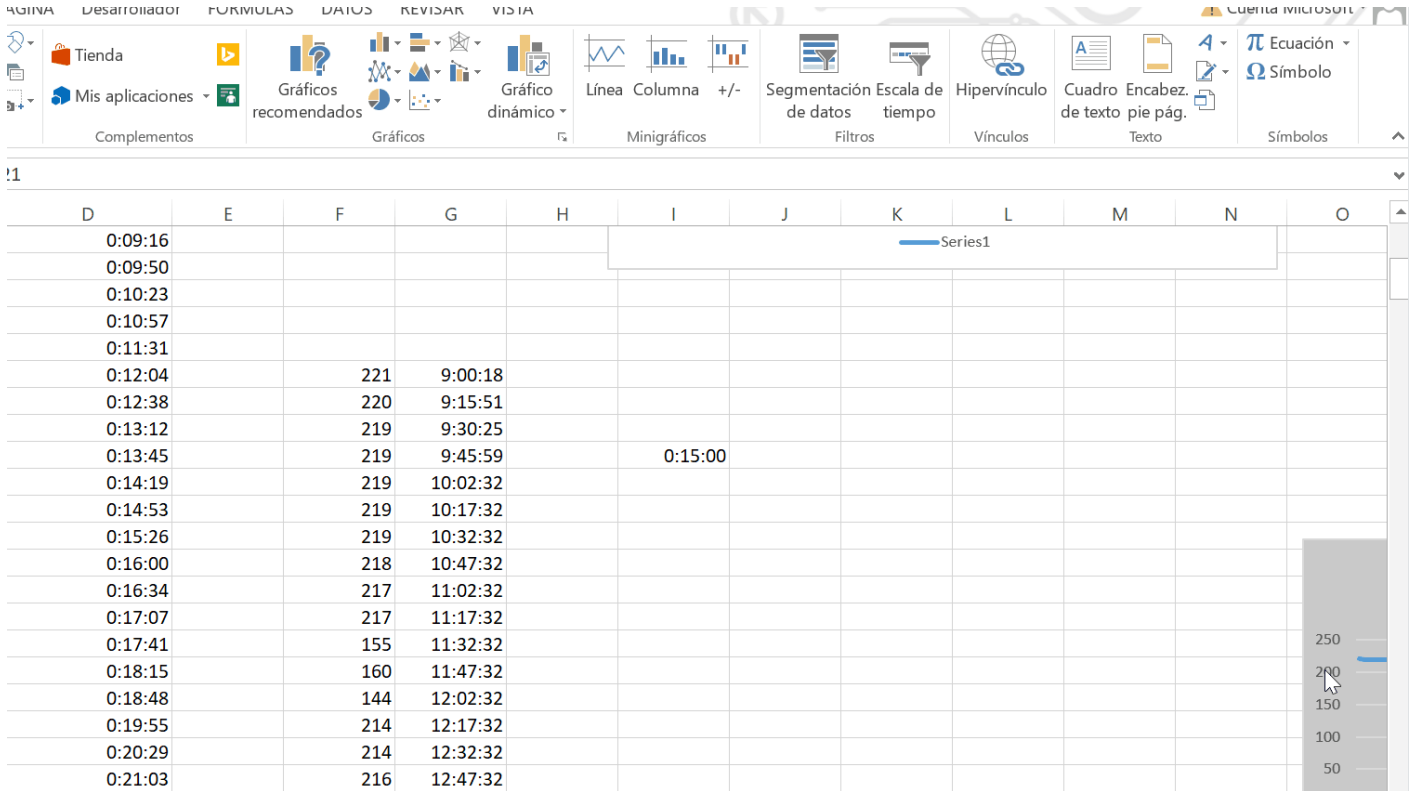 PÁGINA Desarrollador FÓRMULAS DATOS REVISAR VISTA Cuenta Microsoft
Tienda
Mis aplicaciones
Complementos
Gráficos recomendados
Gráfico dinámico
Gráficos
Línea Columna +/-
Minigráficos
Segmentación de datos
Escala de tiempo
Filtros
Hipervínculo
Vínculos
Cuadro de texto
Encabez. pie pág.
A
Texto
π Ecuación
Ω Símbolo
Símbolos
21
D E F G H I J K L M N O
0:09:16 Series1
0:09:50
0:10:23
0:10:57
0:11:31
0:12:04 221 9:00:18
0:12:38 220 9:15:51
0:13:12 219 9:30:25
0:13:45 219 9:45:59 0:15:00
0:14:19 219 10:02:32
0:14:53 219 10:17:32
0:15:26 219 10:32:32
0:16:00 218 10:47:32
0:16:34 217 11:02:32
0:17:07 217 11:17:32
0:17:41 155 11:32:32 250
0:18:15 160 11:47:32 200
0:18:48 144 12:02:32 150
0:19:55 214 12:17:32
0:20:29 214 12:32:32 100
0:21:03 216 12:47:32 50